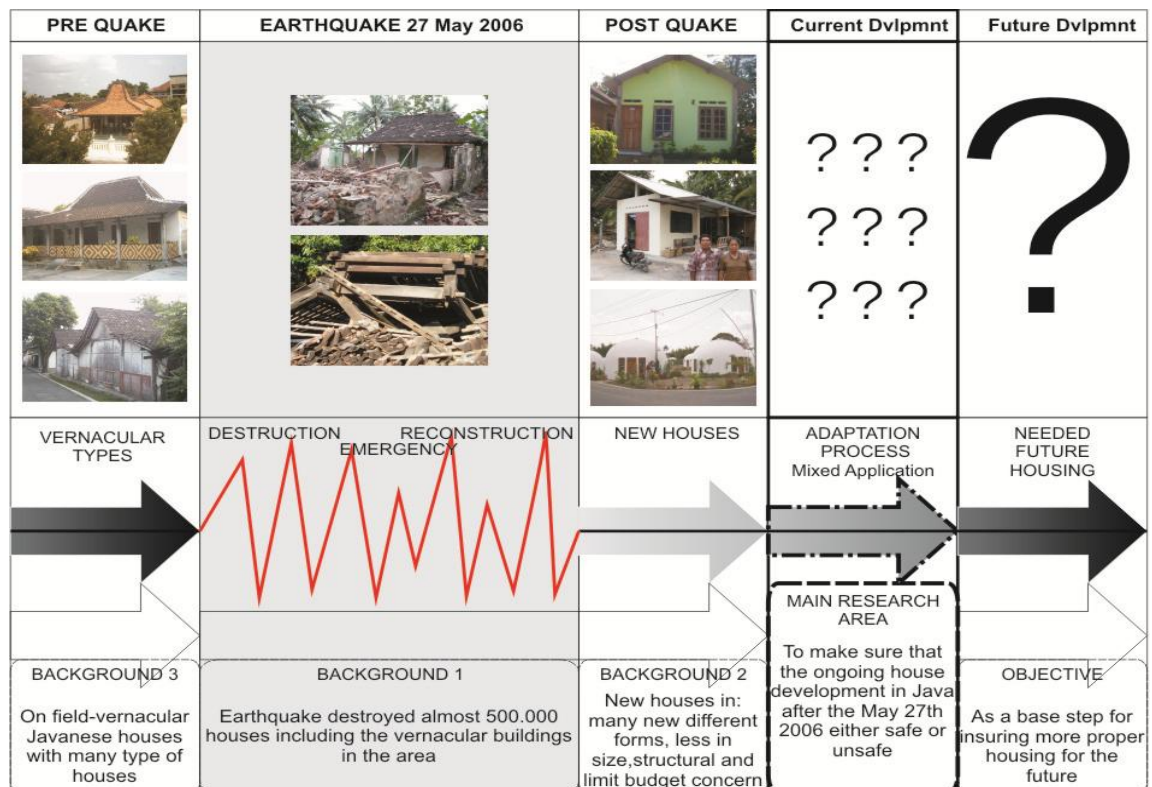 PRE QUAKE
EARTHQUAKE 27 May 2006
POST QUAKE
Current Dvlpmnt
Future Dvlpmnt
? ? ?
? ? ?
? ? ?
?
VERNACULAR
TYPES
DESTRUCTION
EMERGENCY
RECONSTRUCTION
NEW HOUSES
ADAPTATION
PROCESS
Mixed Application
NEEDED
FUTURE
HOUSING
BACKGROUND 3
On field-vernacular
Javanese houses
with many type of
houses
BACKGROUND 1
Earthquake destroyed almost 500.000
houses including the vernacular buildings
in the area
BACKGROUND 2
New houses in:
many new different
forms, less in
size,structural and
limit budget concern
MAIN RESEARCH
AREA
To make sure that
the ongoing house
development in Java
after the May 27th
2006 either safe or
unsafe
OBJECTIVE
As a base step for
insuring more proper
housing for the
future